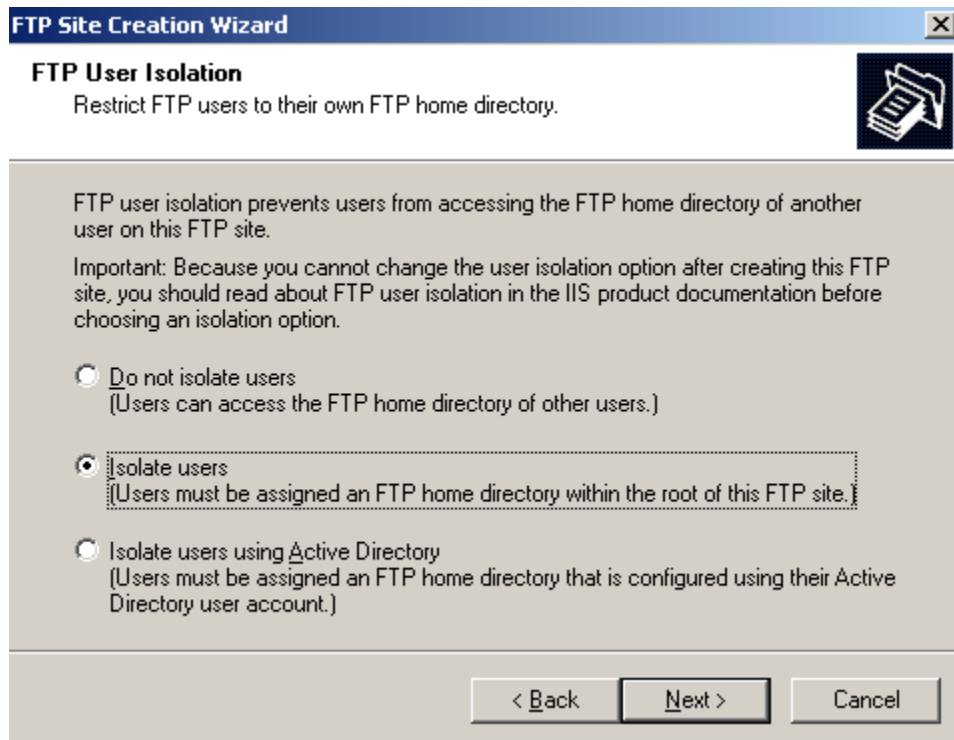 FTP Site Creation Wizard
FTP User Isolation
Restrict FTP users to their own FTP home directory.
FTP user isolation prevents users from accessing the FTP home directory of another
user on this FTP site.
Important: Because you cannot change the user isolation option after creating this FTP
site, you should read about FTP user isolation in the IIS product documentation before
choosing an isolation option.
Do not isolate users
(Users can access the FTP home directory of other users.)
Isolate users
(Users must be assigned an FTP home directory within the root of this FTP site.)
Isolate users using Active Directory
(Users must be assigned an FTP home directory that is configured using their Active
Directory user account.)
< Back Next > Cancel